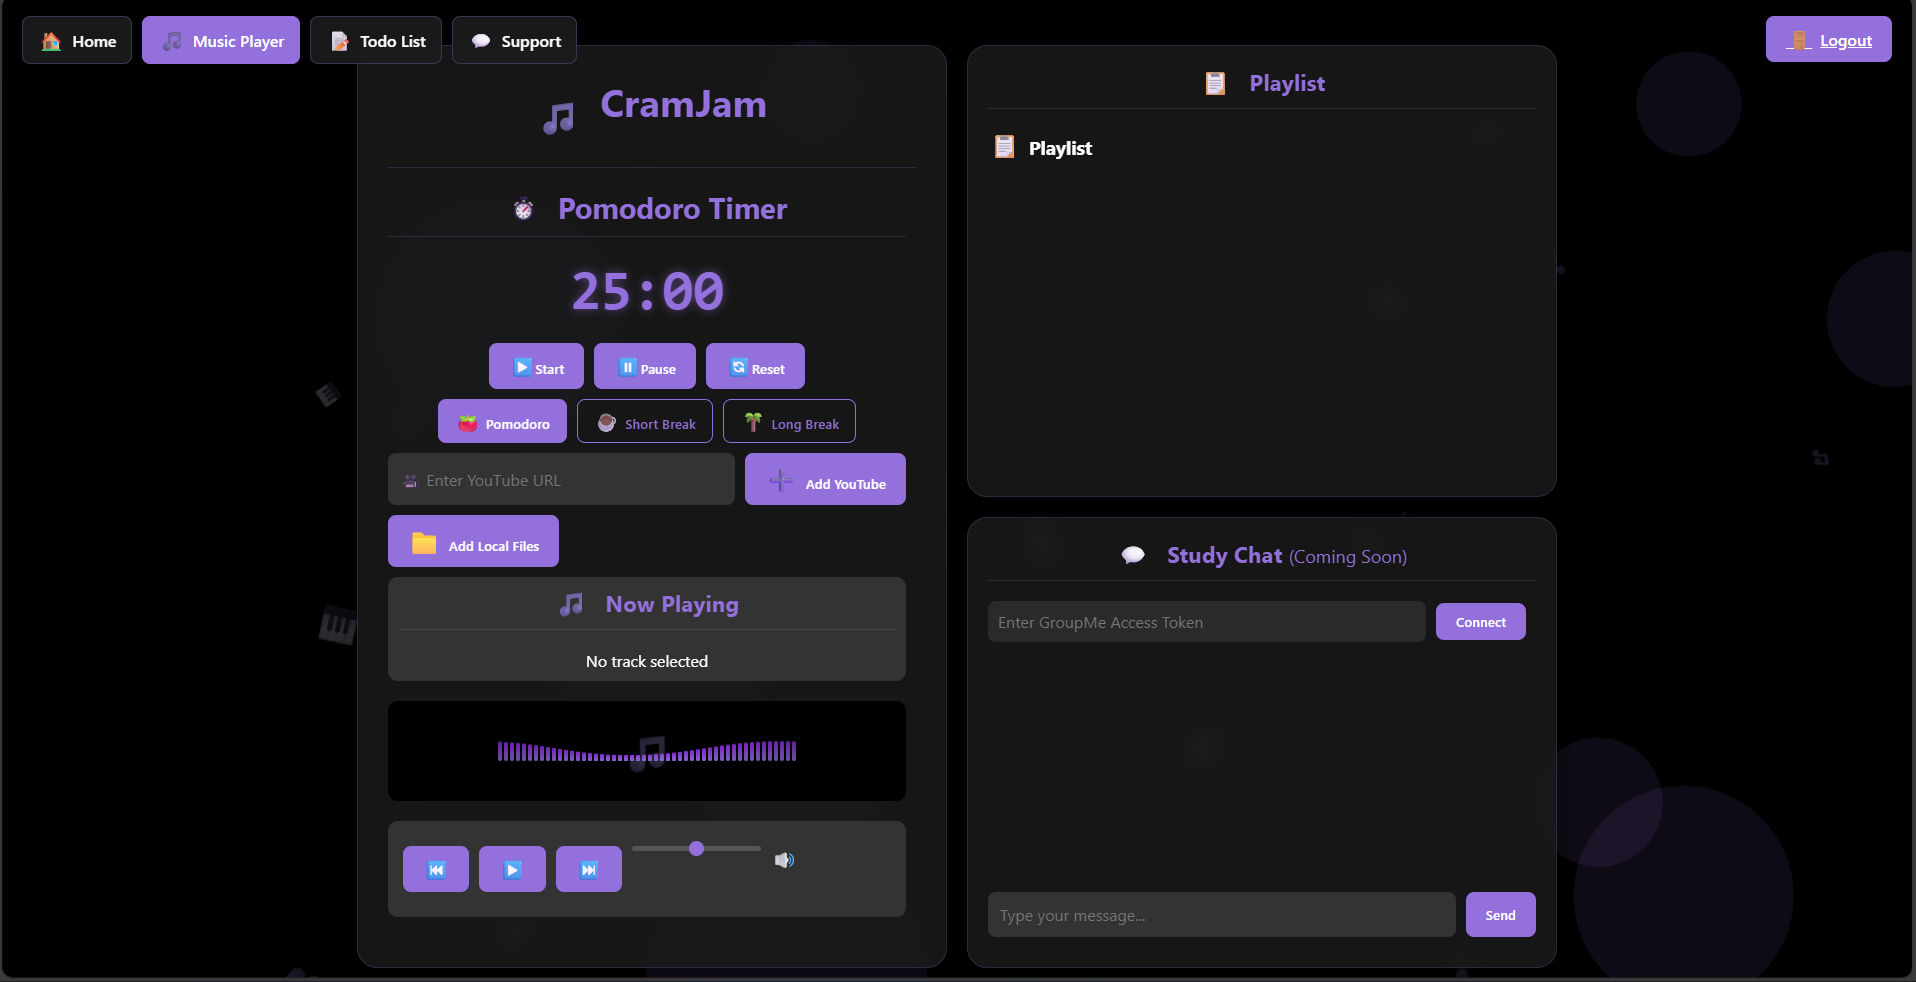 Home
Music Player
Todo List
Support
Logout
CramJam
Pomodoro Timer
25:00
Start
Pause
Reset
Pomodoro
Short Break
Long Break
Enter YouTube URL
Add YouTube
Add Local Files
Now Playing
No track selected
Playlist
Playlist
Study Chat (Coming Soon)
Enter GroupMe Access Token
Connect
Type your message...
Send